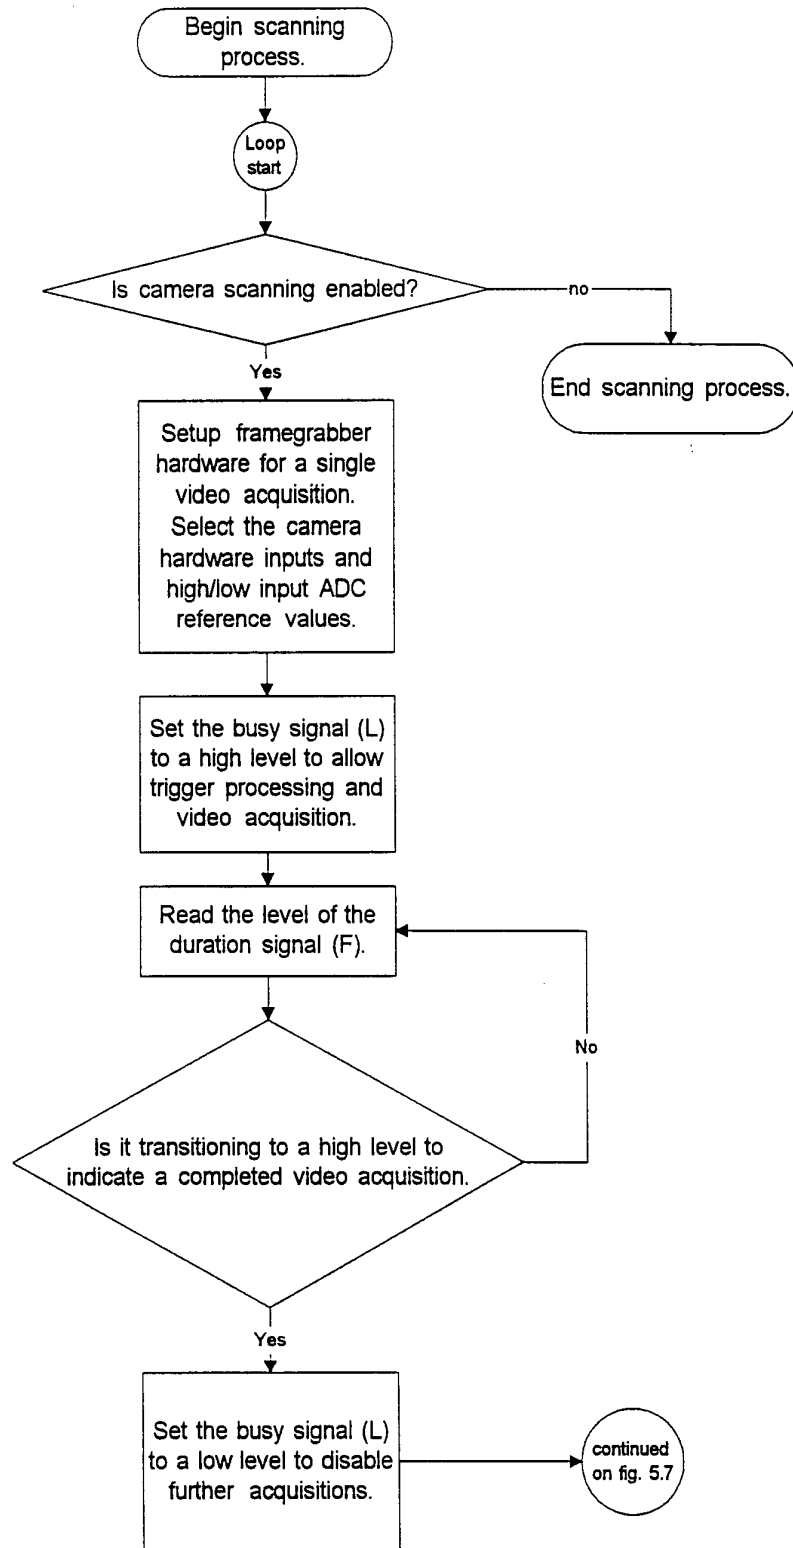 Begin scanning
process.
Loop
start
Is camera scanning enabled?
no
End scanning process.
Yes
Setup framegrabber
hardware for a single
video acquisition.
Select the camera
hardware inputs and
high/low input ADC
reference values.
Set the busy signal (L)
to a high level to allow
trigger processing and
video acquisition.
Read the level of the
duration signal (F).
No
Is it transitioning to a high level to
indicate a completed video acquisition.
Yes
Set the busy signal (L)
to a low level to disable
further acquisitions.
continued
on fig. 5.7